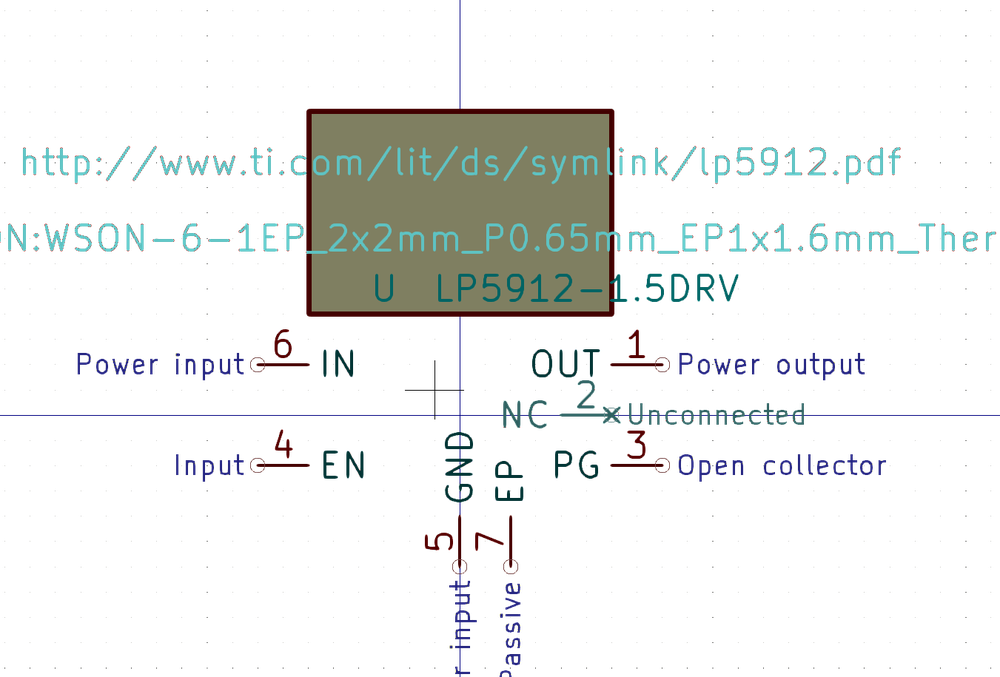 http://www.ti.com/lit/ds/symlink/lp5912.pdf
N:WSON-6-1EP_2x2mm_P0.65mm_EP1x1.6mm_Ther
U LP5912-1.5DRV
Power input 6 IN
OUT 1 Power output
NC 2 Unconnected
Input 4 EN
PG 3 Open collector
GND 5 r input
EP 7 Passive